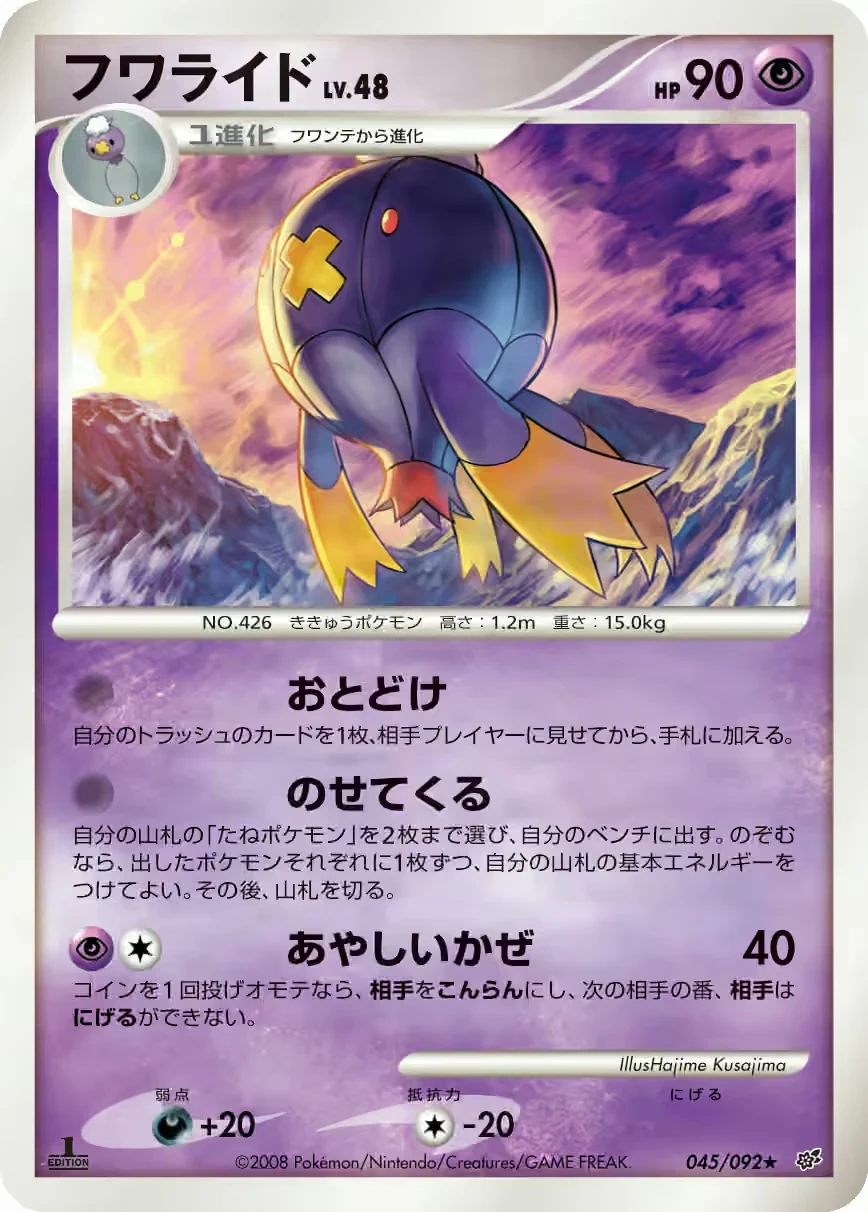 フワライド LV.48 HP 90
1進化 フワンテから進化
NO.426 ききゅうポケモン 高さ：1.2m 重さ：15.0kg
おとどけ
自分のトラッシュのカードを1枚、相手プレイヤーに見せてから、手札に加える。
のせてくる
自分の山札の「たねポケモン」を2枚まで選び、自分のベンチに出す。のぞむ
なら、出したポケモンそれぞれに1枚ずつ、自分の山札の基本エネルギーを
つけてよい。その後、山札を切る。
あやしいかぜ 40
コインを1回投げオモテなら、相手をこんらんにし、次の相手の番、相手は
にげるができない。
IllusHajime Kusajima
弱点 抵抗力 にげる
+20 -20
1
EDITION
©2008 Pokémon/Nintendo/Creatures/GAME FREAK. 045/092★